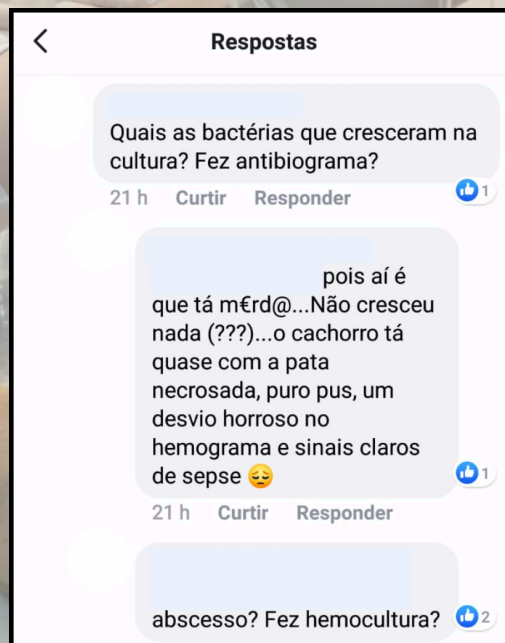 Respostas
Quais as bactérias que cresceram na
cultura? Fez antibiograma?
21 h Curtir Responder
1
pois aí é
que tá m€rd@...Não cresceu
nada (???)...o cachorro tá
quase com a pata
necrosada, puro pus, um
desvio horroso no
hemograma e sinais claros
de sepse 😔
1
21 h Curtir Responder
abscesso? Fez hemocultura?
2